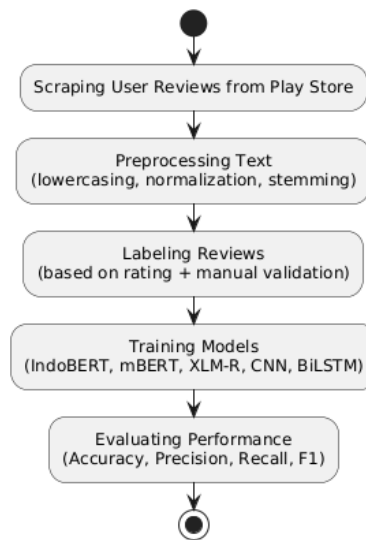 Scraping User Reviews from Play Store
Preprocessing Text
(lowercasing, normalization, stemming)
Labeling Reviews
(based on rating + manual validation)
Training Models
(IndoBERT, mBERT, XLM-R, CNN, BiLSTM)
Evaluating Performance
(Accuracy, Precision, Recall, F1)